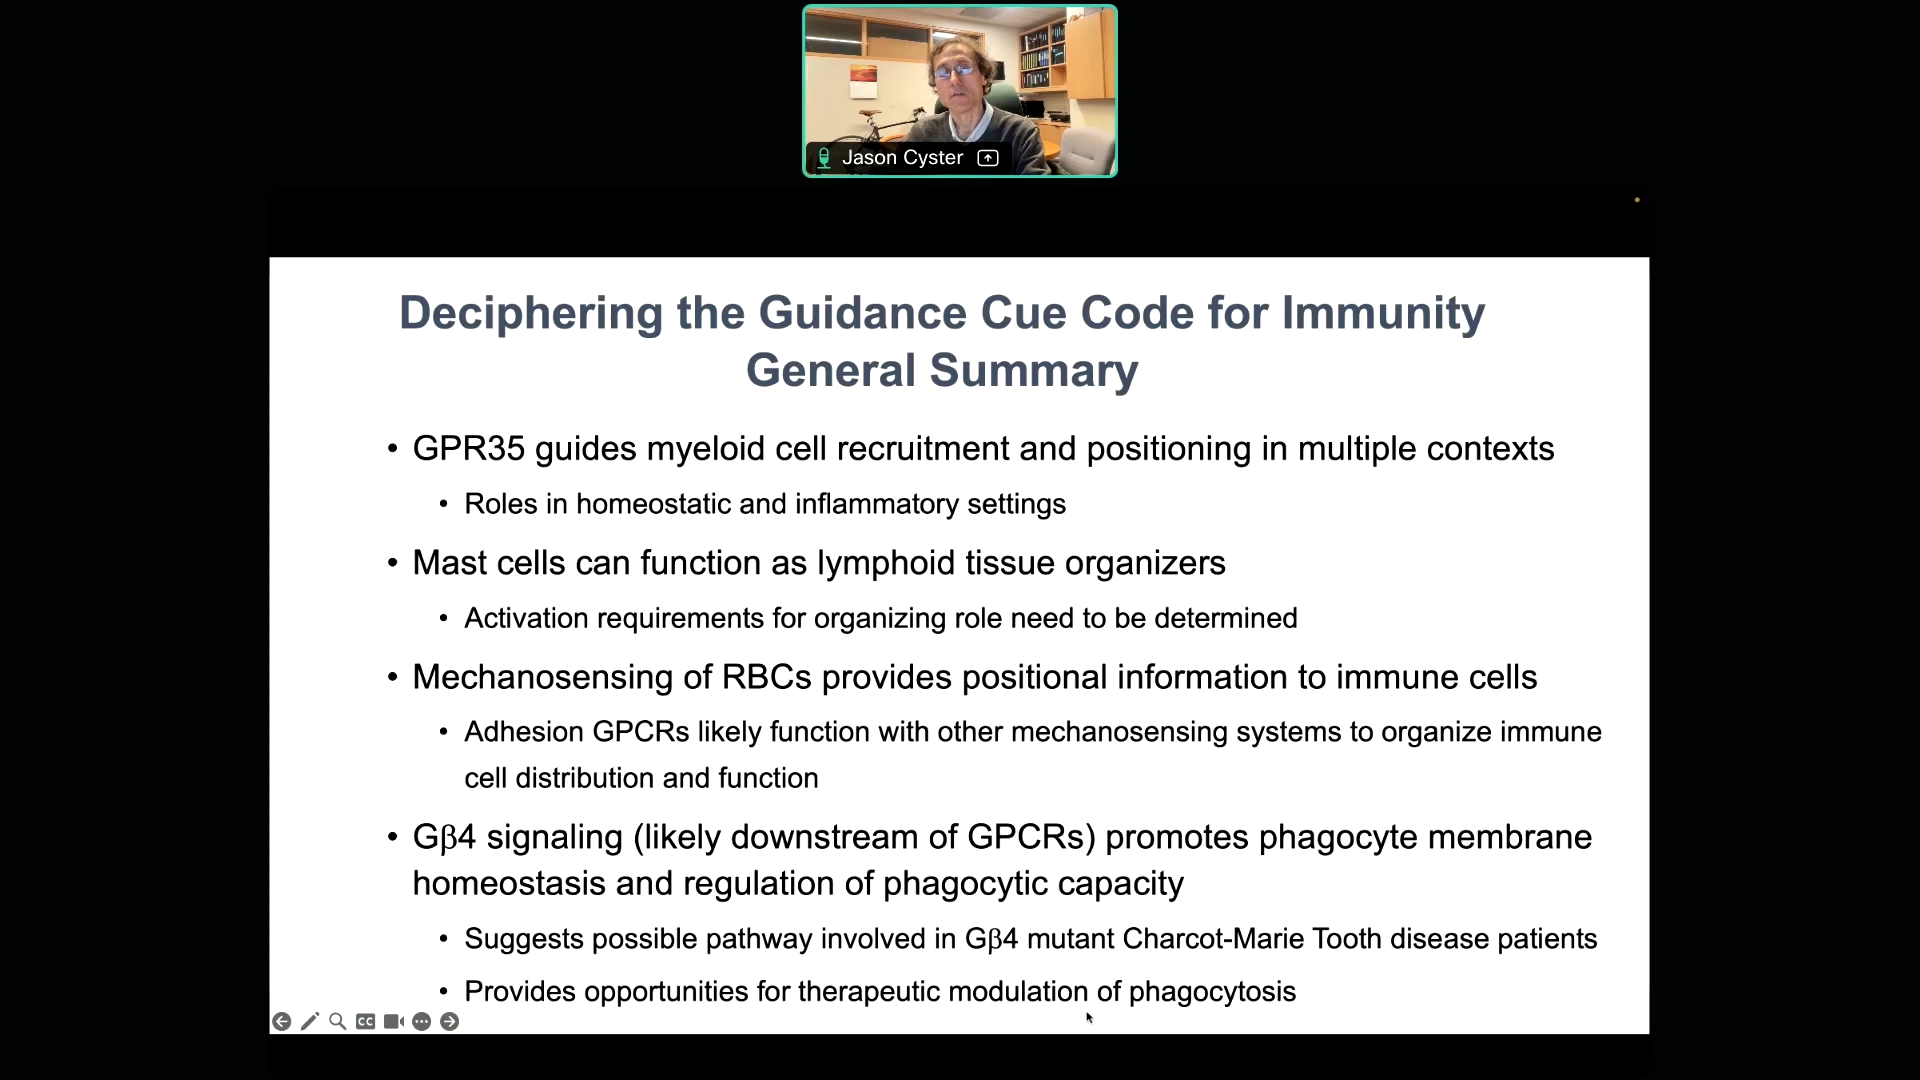 Jason Cyster
Deciphering the Guidance Cue Code for Immunity
General Summary
• GPR35 guides myeloid cell recruitment and positioning in multiple contexts
• Roles in homeostatic and inflammatory settings
• Mast cells can function as lymphoid tissue organizers
• Activation requirements for organizing role need to be determined
• Mechanosensing of RBCs provides positional information to immune cells
• Adhesion GPCRs likely function with other mechanosensing systems to organize immune
cell distribution and function
• Gβ4 signaling (likely downstream of GPCRs) promotes phagocyte membrane
homeostasis and regulation of phagocytic capacity
• Suggests possible pathway involved in Gβ4 mutant Charcot-Marie Tooth disease patients
• Provides opportunities for therapeutic modulation of phagocytosis
CC